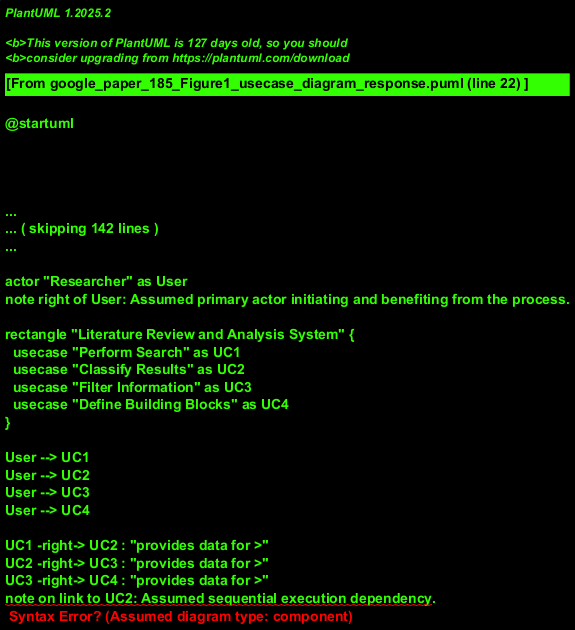 PlantUML 1.2025.2
<b>This version of PlantUML is 127 days old, so you should
<b>consider upgrading from https://plantuml.com/download
[From google_paper_185_Figure1_usecase_diagram_response.puml (line 22) ]
@startuml
...
... ( skipping 142 lines )
...
actor "Researcher" as User
note right of User: Assumed primary actor initiating and benefiting from the process.
rectangle "Literature Review and Analysis System" {
usecase "Perform Search" as UC1
usecase "Classify Results" as UC2
usecase "Filter Information" as UC3
usecase "Define Building Blocks" as UC4
}
User --> UC1
User --> UC2
User --> UC3
User --> UC4
UC1 -right-> UC2 : "provides data for >"
UC2 -right-> UC3 : "provides data for >"
UC3 -right-> UC4 : "provides data for >"
note on link to UC2: Assumed sequential execution dependency.
Syntax Error? (Assumed diagram type: component)